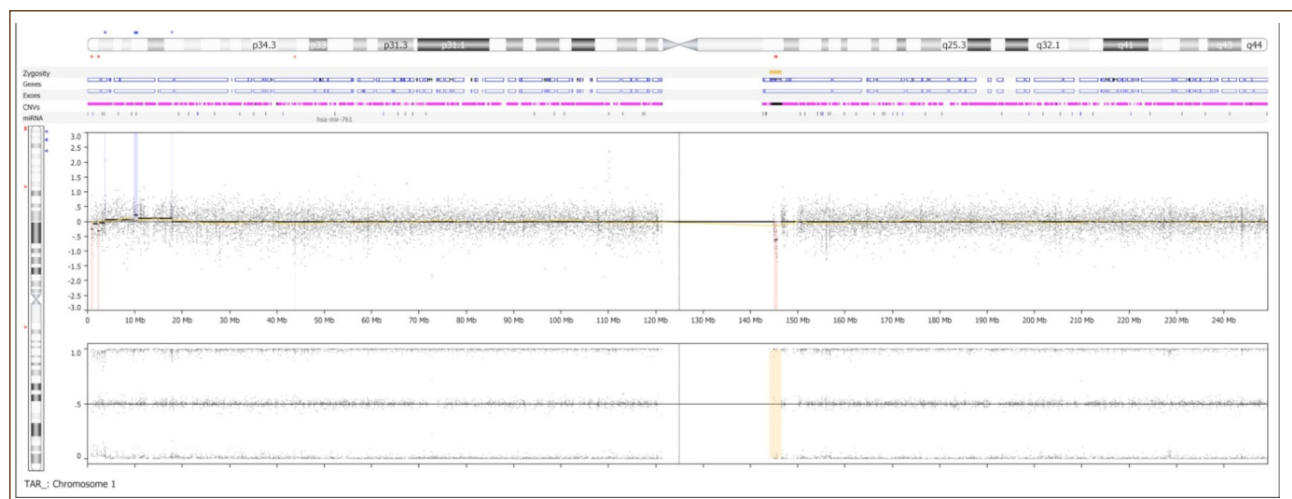 p34.3 p33 p31.3 p31.1 q25.3 q32.1 q41 q43 q44
Zygosity
Genes
Exons
CNVs
miRNA
hsa-mir-761
3.0
2.5
2.0
1.5
1.0
.5
0
-.5
-1.0
-1.5
-2.0
-2.5
-3.0
0 10 Mb 20 Mb 30 Mb 40 Mb 50 Mb 60 Mb 70 Mb 80 Mb 90 Mb 100 Mb 110 Mb 120 Mb 130 Mb 140 Mb 150 Mb 160 Mb 170 Mb 180 Mb 190 Mb 200 Mb 210 Mb 220 Mb 230 Mb 240 Mb
1.0
.5
0
TAR_: Chromosome 1